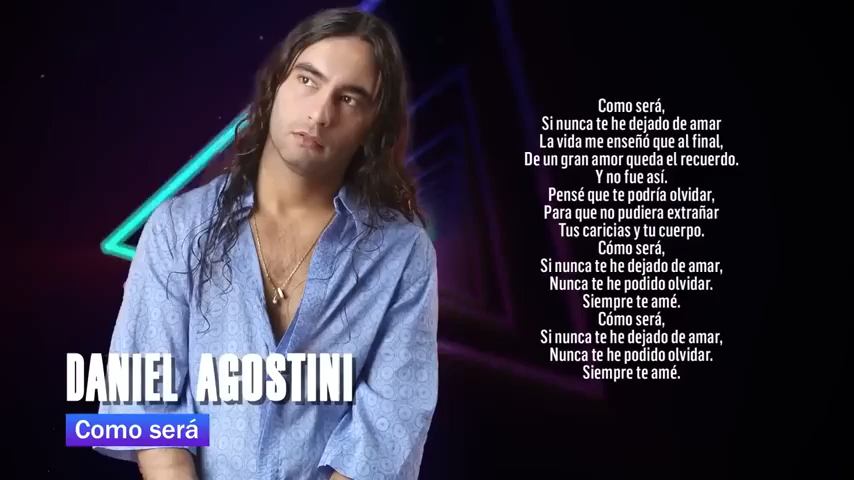 Como será,
Si nunca te he dejado de amar
La vida me enseñó que al final,
De un gran amor queda el recuerdo.
Y no fue así.
Pensé que te podría olvidar,
Para que no pudiera extrañar
Tus caricias y tu cuerpo.
Cómo será,
Si nunca te he dejado de amar,
Nunca te he podido olvidar.
Siempre te amé.
Cómo será,
Si nunca te he dejado de amar,
Nunca te he podido olvidar.
Siempre te amé.
DANIEL AGOSTINI
Como será